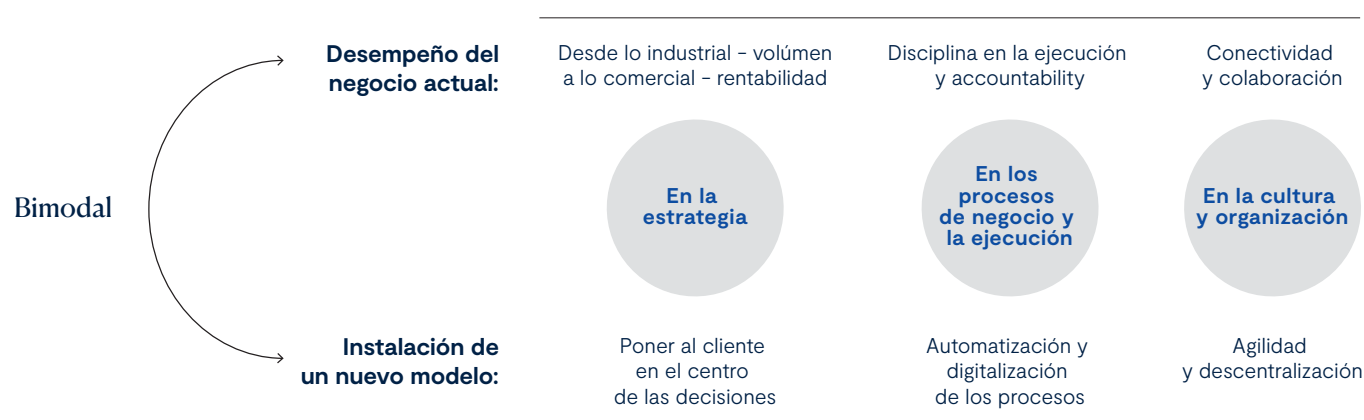 Desempeño del
negocio actual:
Desde lo industrial - volúmen
a lo comercial - rentabilidad
Disciplina en la ejecución
y accountability
Conectividad
y colaboración
Bimodal
En la
estrategia
En los
procesos
de negocio y
la ejecución
En la cultura
y organización
Instalación de
un nuevo modelo:
Poner al cliente
en el centro
de las decisiones
Automatización y
digitalización
de los procesos
Agilidad
y descentralización